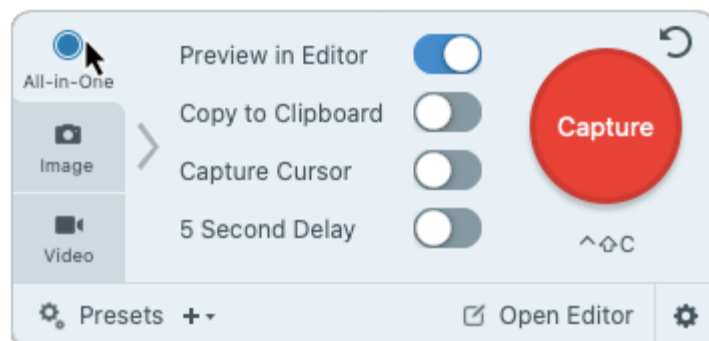 All-in-One
Image
Video
Preview in Editor
Copy to Clipboard
Capture Cursor
5 Second Delay
Capture
^⇧C
Presets +
Open Editor